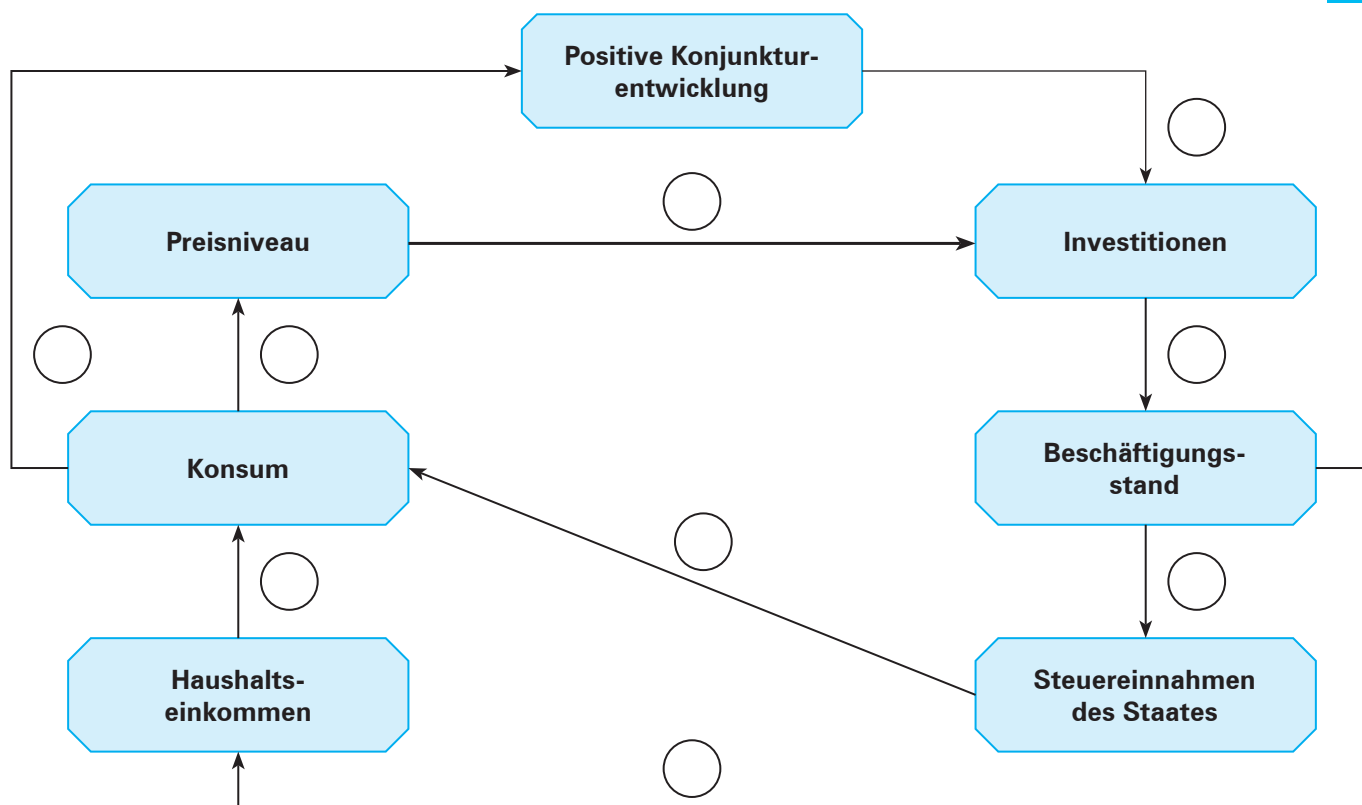 Positive Konjunktur-
entwicklung
Preisniveau
Investitionen
Konsum
Beschäftigungs-
stand
Haushalts-
einkommen
Steuereinnahmen
des Staates